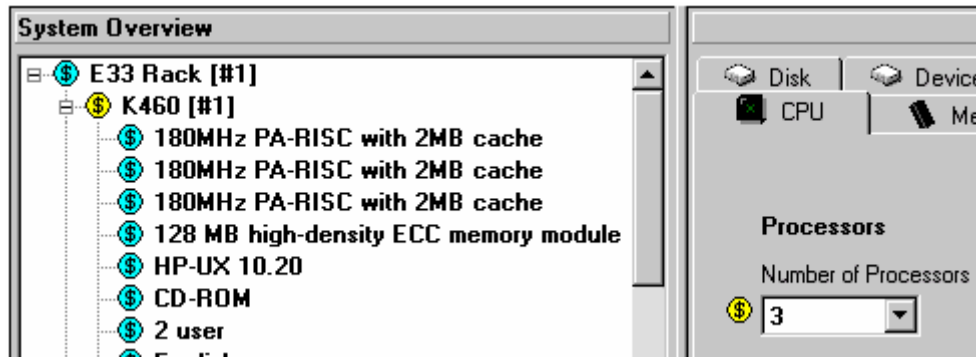 System Overview
E33 Rack [#1]
K460 [#1]
180MHz PA-RISC with 2MB cache
180MHz PA-RISC with 2MB cache
180MHz PA-RISC with 2MB cache
128 MB high-density ECC memory module
HP-UX 10.20
CD-ROM
2 user
Disk
Device
CPU
Me
Processors
Number of Processors
3